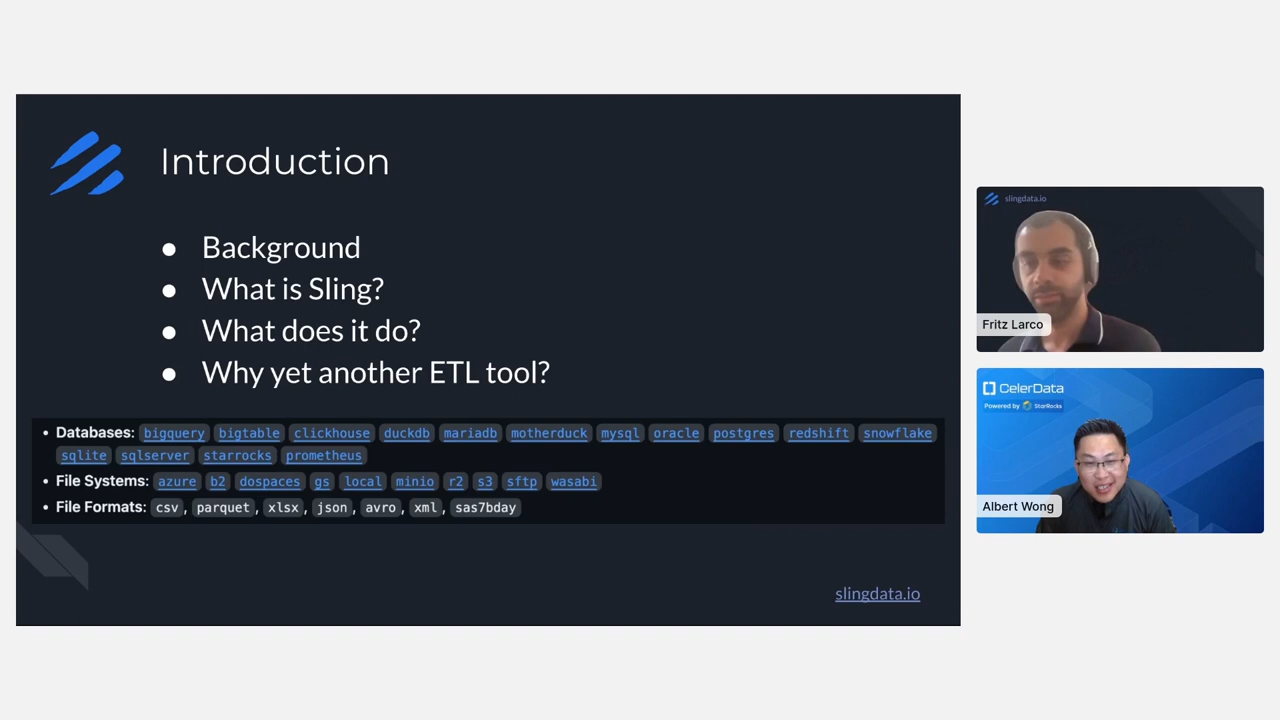 Introduction
● Background
● What is Sling?
● What does it do?
● Why yet another ETL tool?
• Databases: bigquery bigtable clickhouse duckdb mariadb motherduck mysql oracle postgres redshift snowflake
sqlite sqlserver starrocks prometheus
• File Systems: azure b2 dospaces gs local minio r2 s3 sftp wasabi
• File Formats: csv, parquet, xlsx, json, avro, xml, sas7bday
slingdata.io
slingdata.io
Fritz Larco
CelerData
Powered by StarRocks
Albert Wong